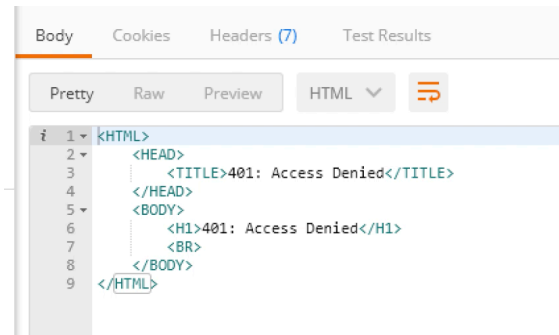 Body Cookies Headers (7) Test Results
Pretty Raw Preview HTML
i 1 <HTML>
2 <HEAD>
3 <TITLE>401: Access Denied</TITLE>
4 </HEAD>
5 <BODY>
6 <H1>401: Access Denied</H1>
7 <BR>
8 </BODY>
9 </HTML>